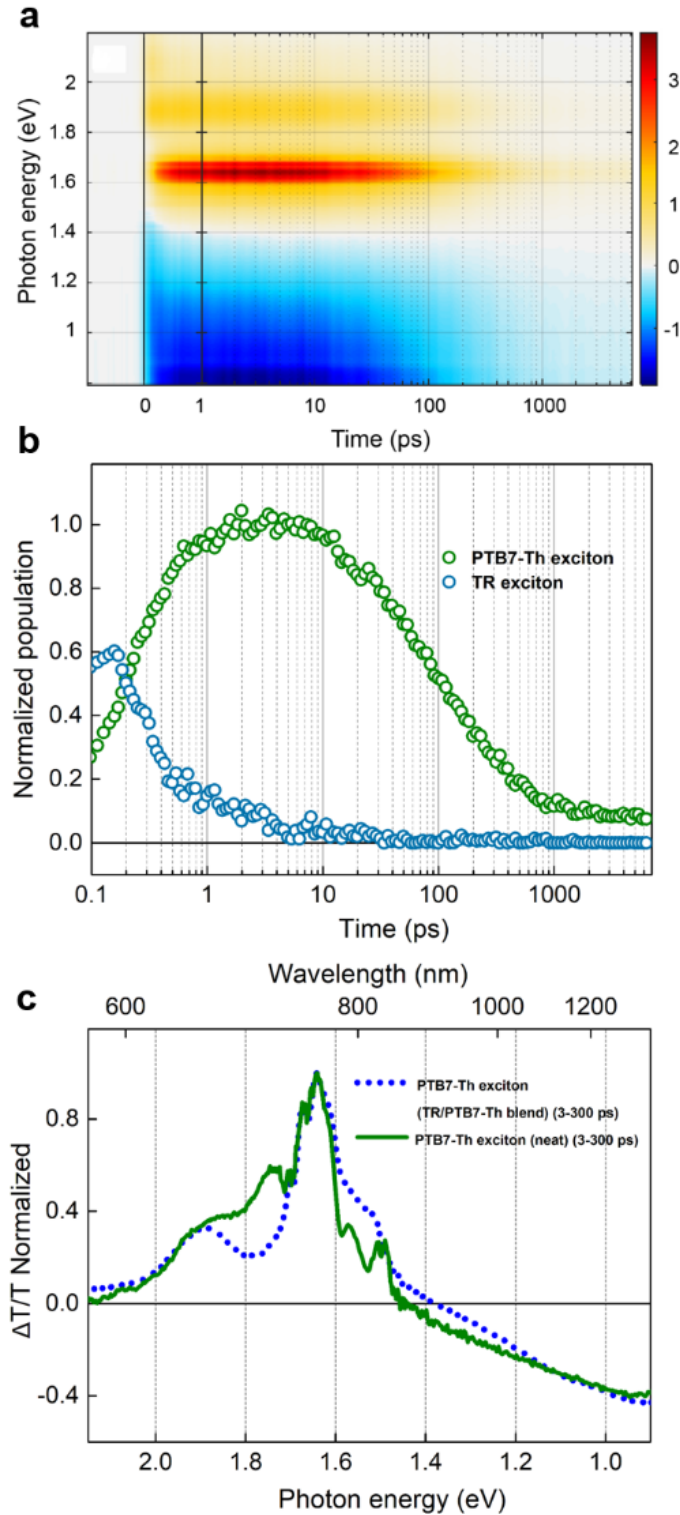 a
Photon energy (eV)
2
1.8
1.6
1.4
1.2
1
3
2
1
0
-1
0 1 10 100 1000
Time (ps)
b
Normalized population
1.0
0.8
0.6
0.4
0.2
0.0
PTB7-Th exciton
TR exciton
0.1 1 10 100 1000
Time (ps)
Wavelength (nm)
c
600 800 1000 1200
ΔT/T Normalized
0.8
0.4
0.0
-0.4
PTB7-Th exciton
(TR/PTB7-Th blend) (3-300 ps)
PTB7-Th exciton (neat) (3-300 ps)
2.0 1.8 1.6 1.4 1.2 1.0
Photon energy (eV)